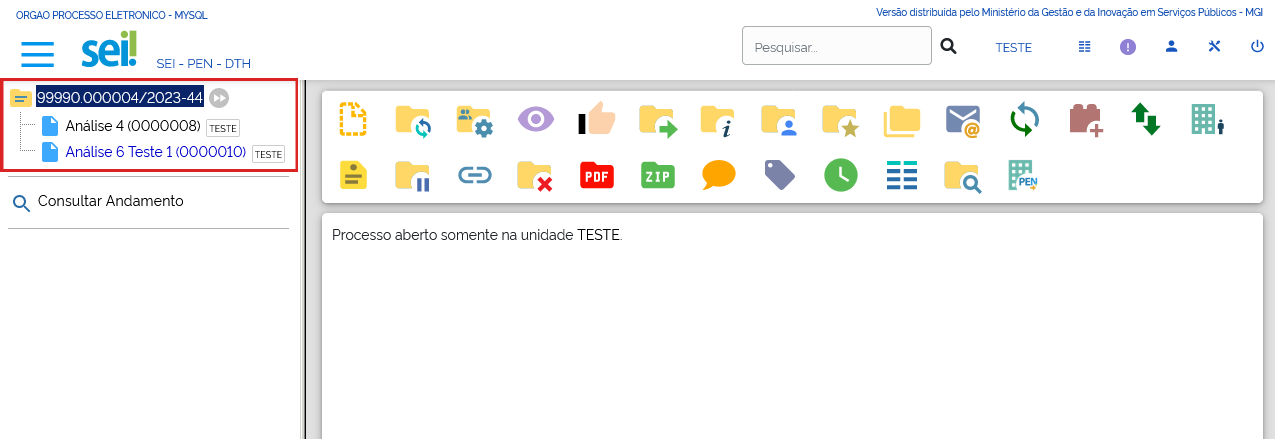 ORGAO PROCESSO ELETRONICO - MYSQL
Versão distribuída pelo Ministério da Gestão e da Inovação em Serviços Públicos - MGI
sei!
SEI - PEN - DTH
Pesquisar...
TESTE
99990.000004/2023-44
Análise 4 (0000008) TESTE
Análise 6 Teste 1 (0000010) TESTE
Consultar Andamento
i
@
PDF
ZIP
PEN
Processo aberto somente na unidade TESTE.